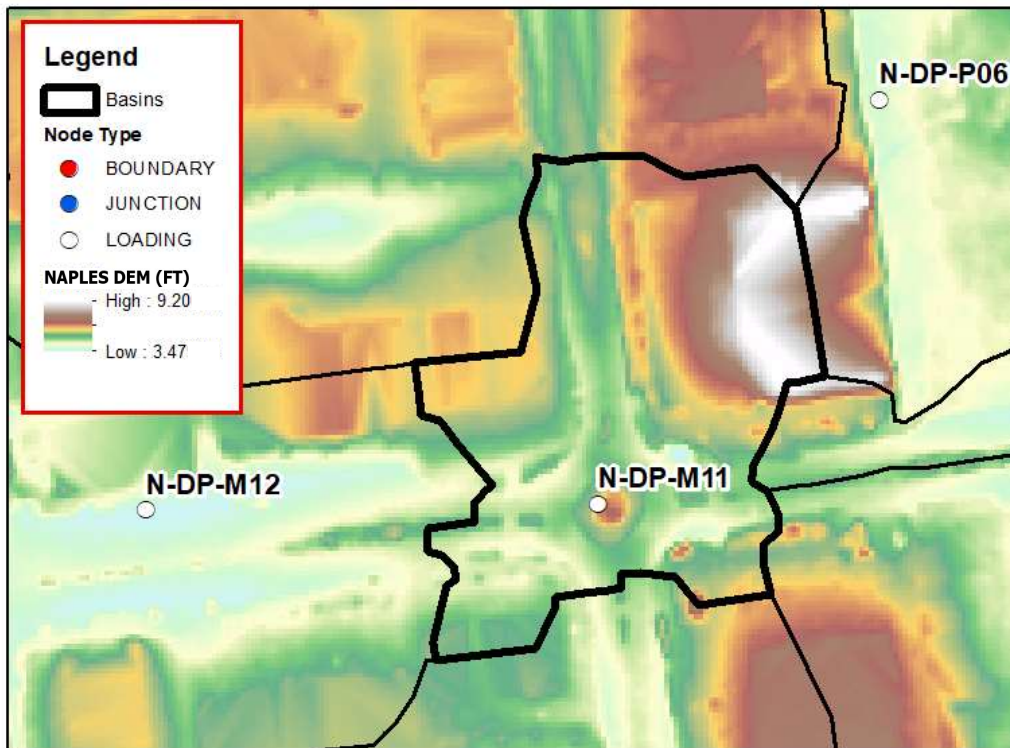 Legend
Basins
Node Type
BOUNDARY
JUNCTION
LOADING
NAPLES DEM (FT)
High : 9.20
Low : 3.47
N-DP-P06
N-DP-M12
N-DP-M11